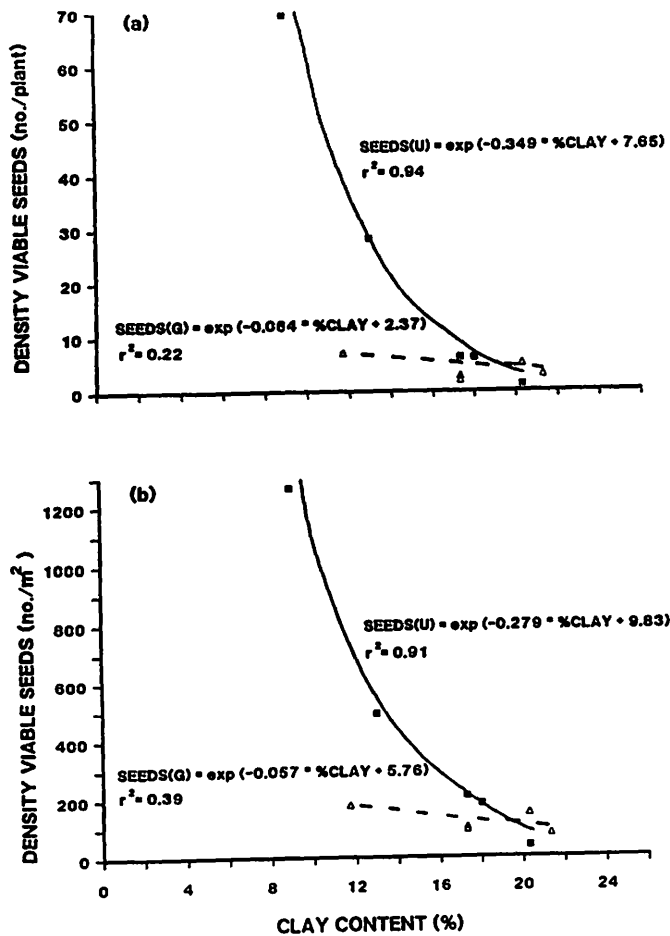 (a)
70
60
50
40
30
20
10
0
DENSITY VIABLE SEEDS (no./plant)
SEEDS(U) = exp (-0.349 * %CLAY + 7.65)
r² = 0.94
SEEDS(G) = exp (-0.064 * %CLAY + 2.37)
r² = 0.22
(b)
1200
1000
800
600
400
200
0
DENSITY VIABLE SEEDS (no./m²)
SEEDS(U) = exp (-0.279 * %CLAY + 9.83)
r² = 0.91
SEEDS(G) = exp (-0.057 * %CLAY + 5.76)
r² = 0.39
0 4 8 12 16 20 24
CLAY CONTENT (%)